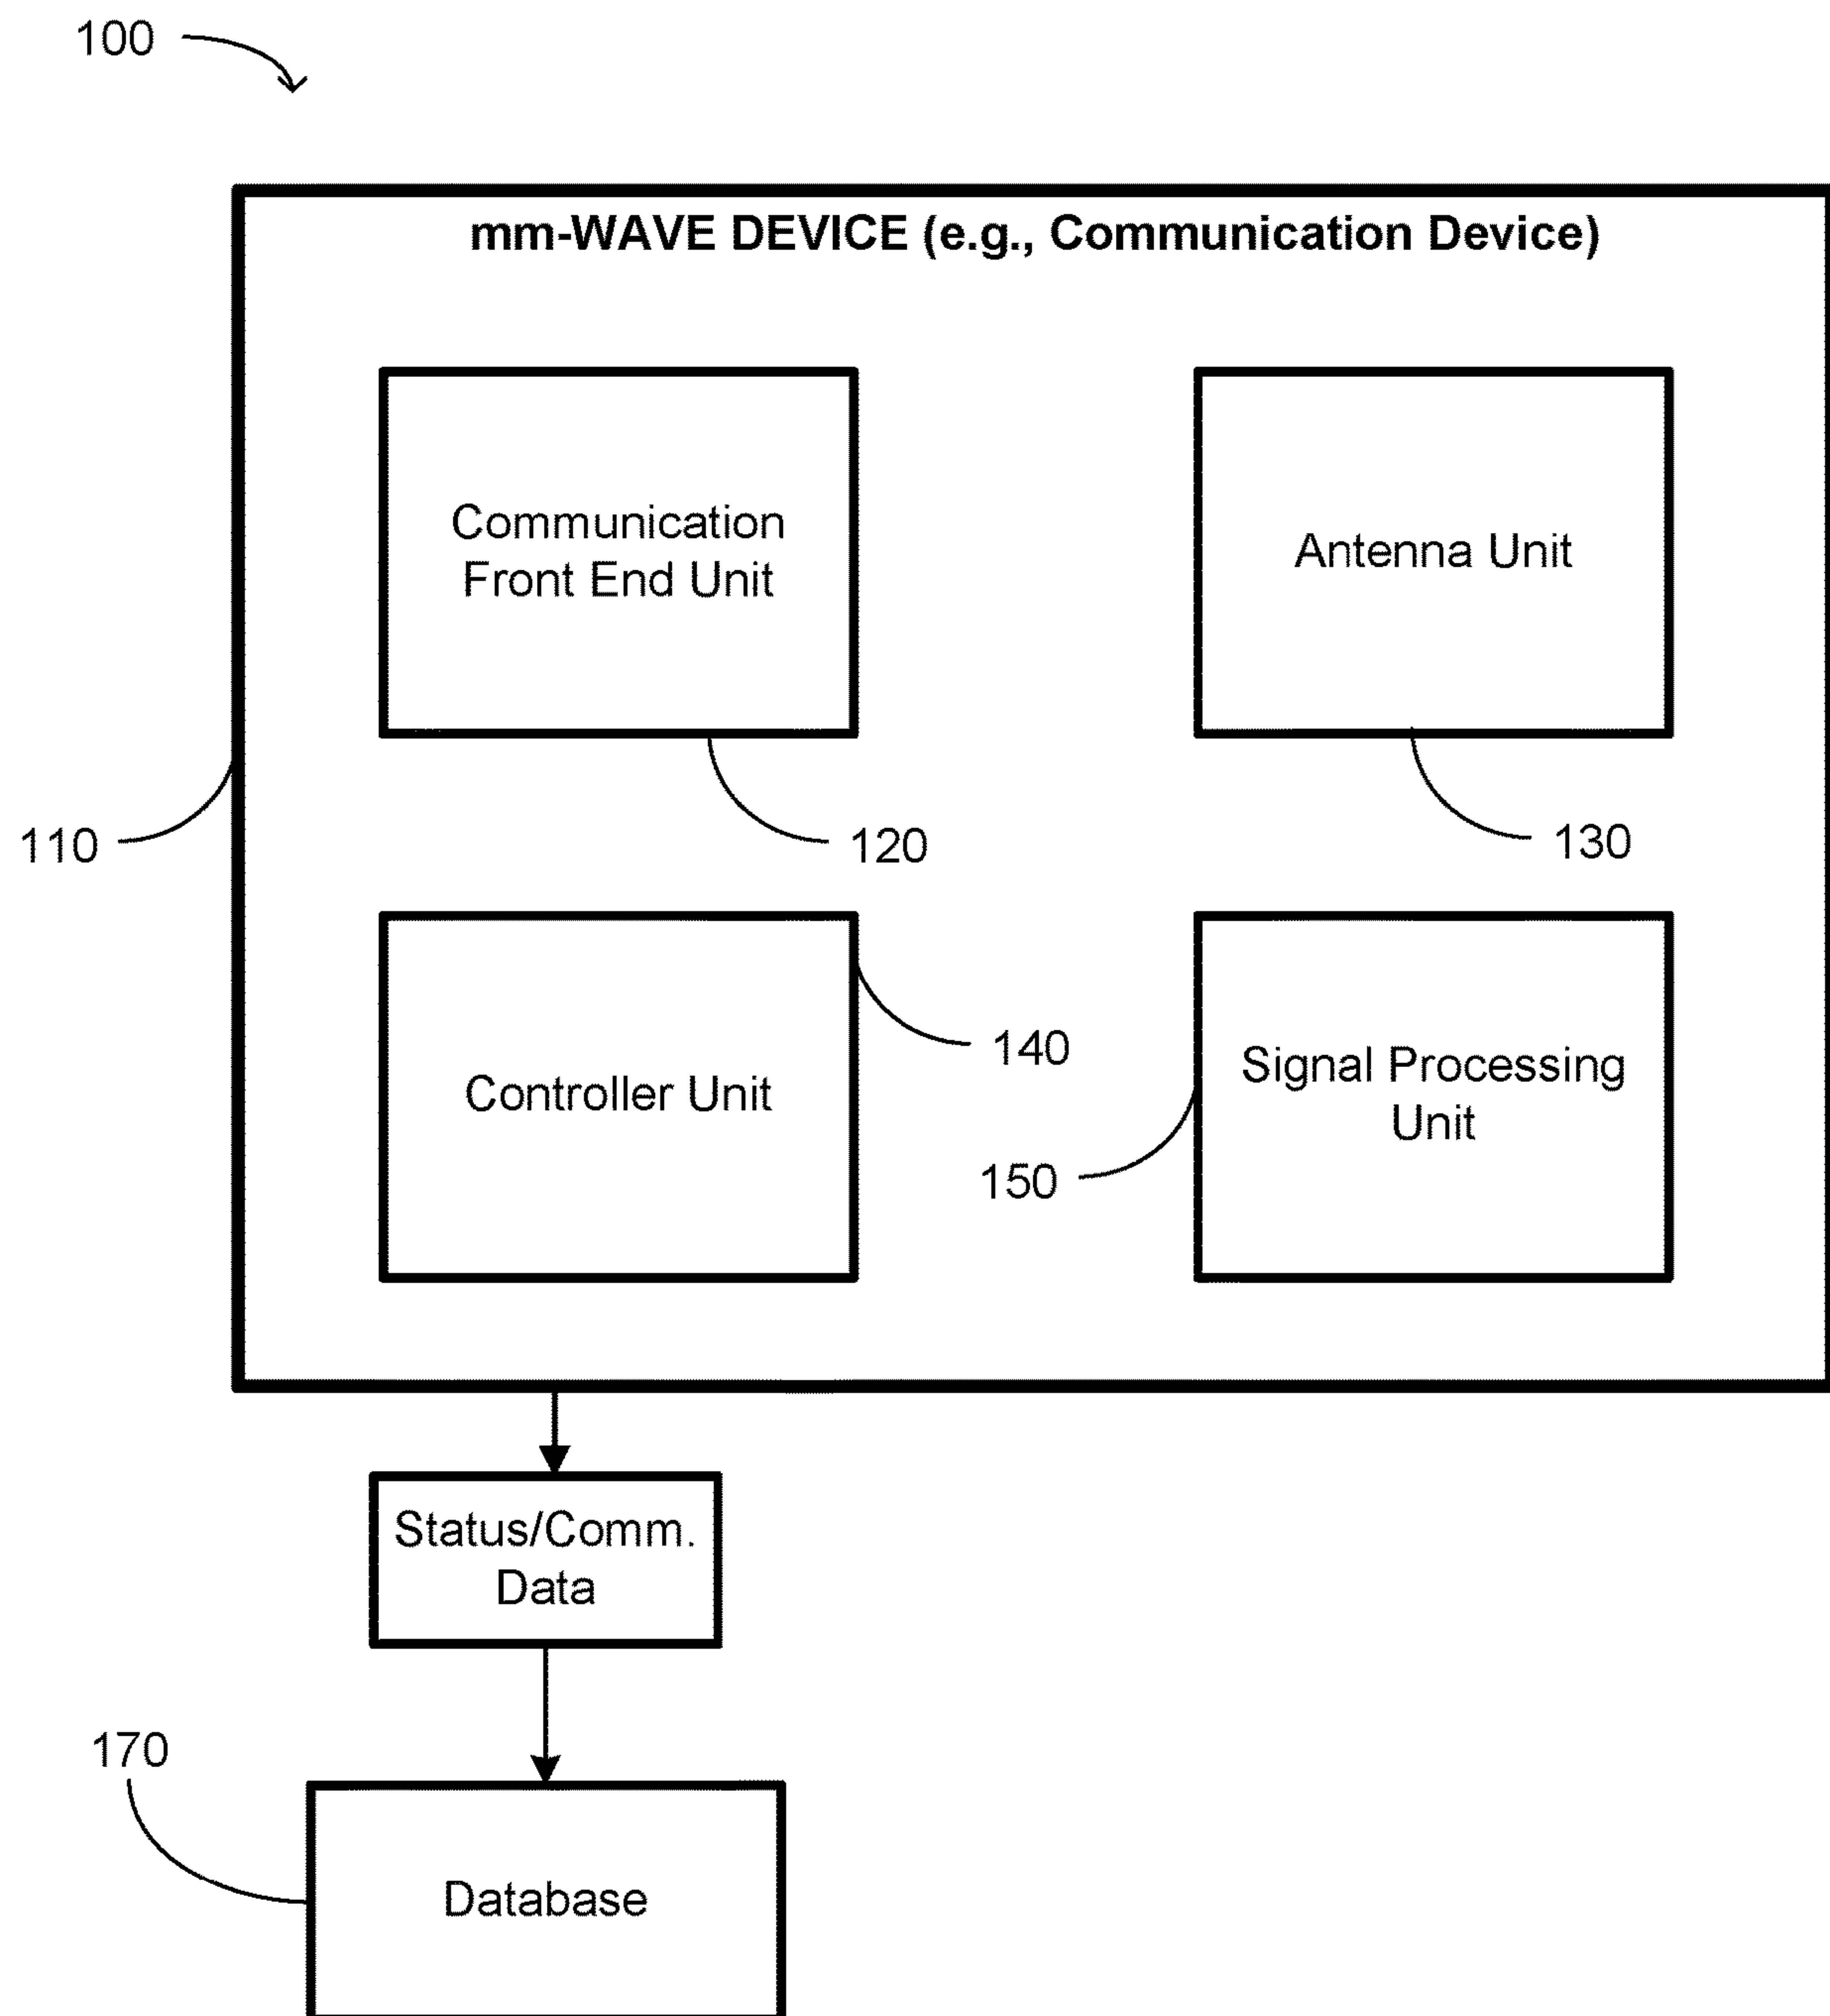 100
mm-WAVE DEVICE (e.g., Communication Device)
Communication
Front End Unit
Antenna Unit
110
120
130
Controller Unit
140
Signal Processing
Unit
150
Status/Comm.
Data
170
Database